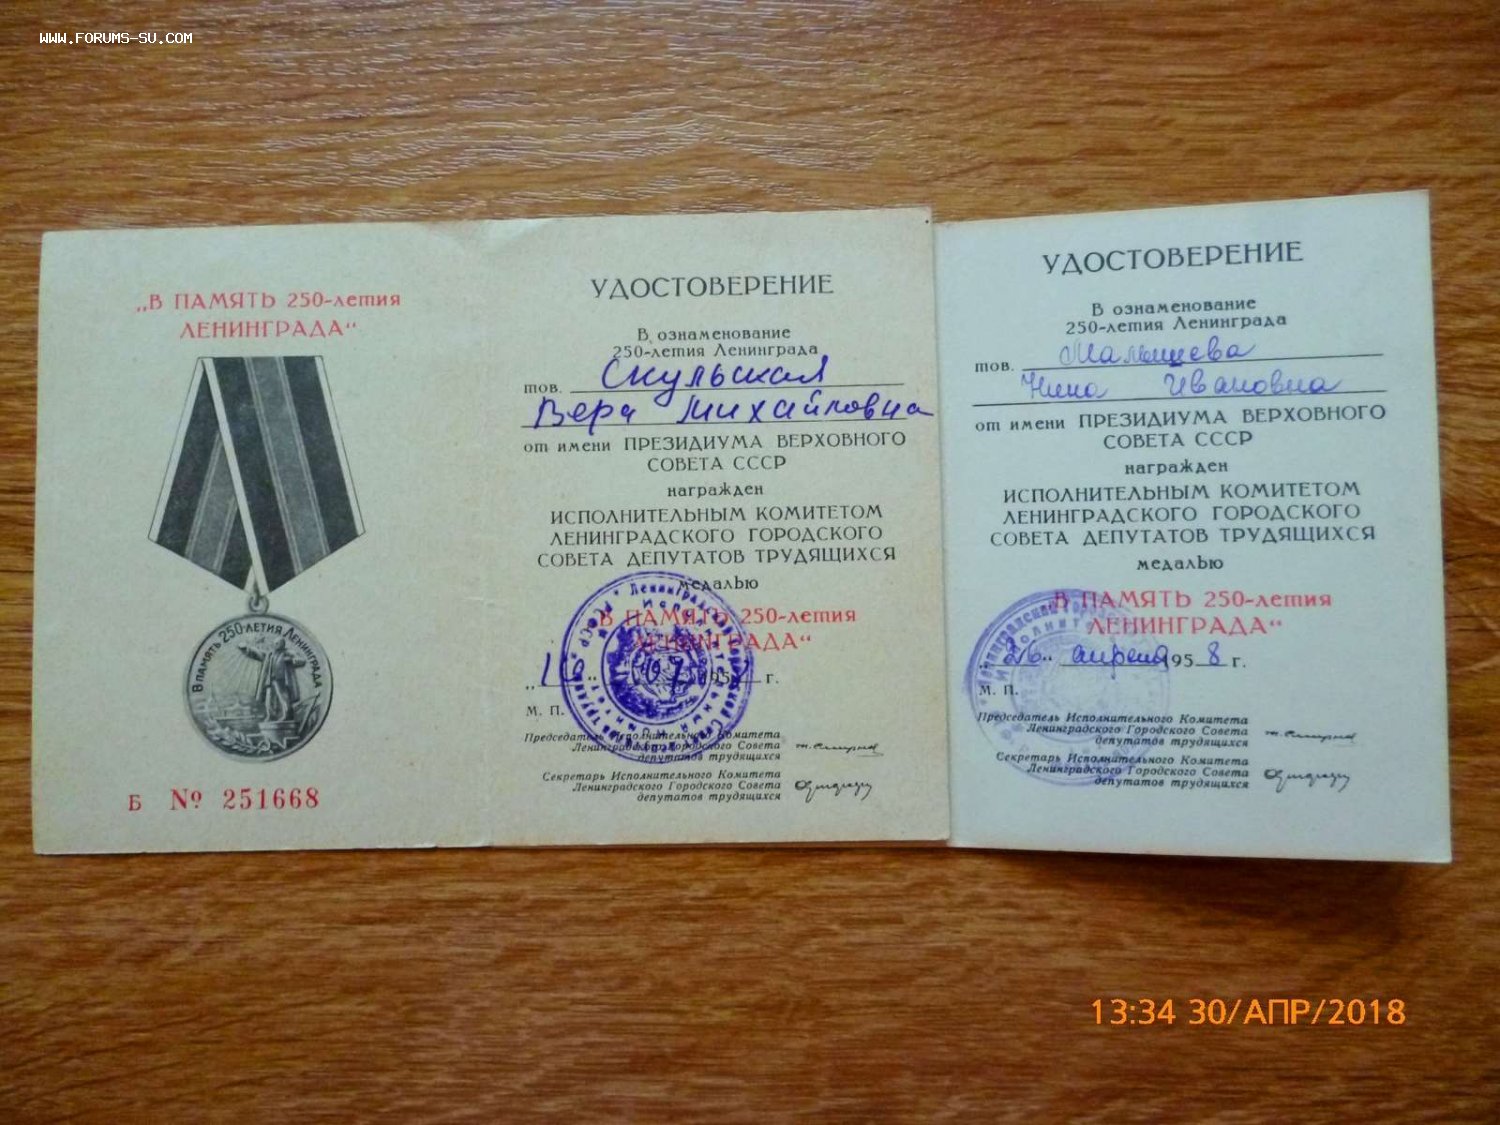 WWW.FORUMS-SU.COM
„В ПАМЯТЬ 250-летия
ЛЕНИНГРАДА“
В ПАМЯТЬ 250-ЛЕТИЯ ЛЕНИНГРАДА
Б № 251668
УДОСТОВЕРЕНИЕ
В ознаменование
250-летия Ленинграда
тов. Скульская
Вера Михайловна
от имени ПРЕЗИДИУМА ВЕРХОВНОГО
СОВЕТА СССР
награжден
ИСПОЛНИТЕЛЬНЫМ КОМИТЕТОМ
ЛЕНИНГРАДСКОГО ГОРОДСКОГО
СОВЕТА ДЕПУТАТОВ ТРУДЯЩИХСЯ
медалью
В ПАМЯТЬ 250-летия
ЛЕНИНГРАДА“
„16“ 195 г.
М. П.
Председатель Исполнительного Комитета
Ленинградского Городского Совета
депутатов трудящихся
Секретарь Исполнительного Комитета
Ленинградского Городского Совета
депутатов трудящихся
УДОСТОВЕРЕНИЕ
В ознаменование
250-летия Ленинграда
тов. Малышева
Нина Ивановна
от имени ПРЕЗИДИУМА ВЕРХОВНОГО
СОВЕТА СССР
награжден
ИСПОЛНИТЕЛЬНЫМ КОМИТЕТОМ
ЛЕНИНГРАДСКОГО ГОРОДСКОГО
СОВЕТА ДЕПУТАТОВ ТРУДЯЩИХСЯ
медалью
В ПАМЯТЬ 250-летия
ЛЕНИНГРАДА“
„26“ апреля 1958 г.
М. П.
Председатель Исполнительного Комитета
Ленинградского Городского Совета
депутатов трудящихся
Секретарь Исполнительного Комитета
Ленинградского Городского Совета
депутатов трудящихся
13:34 30/АПР/2018